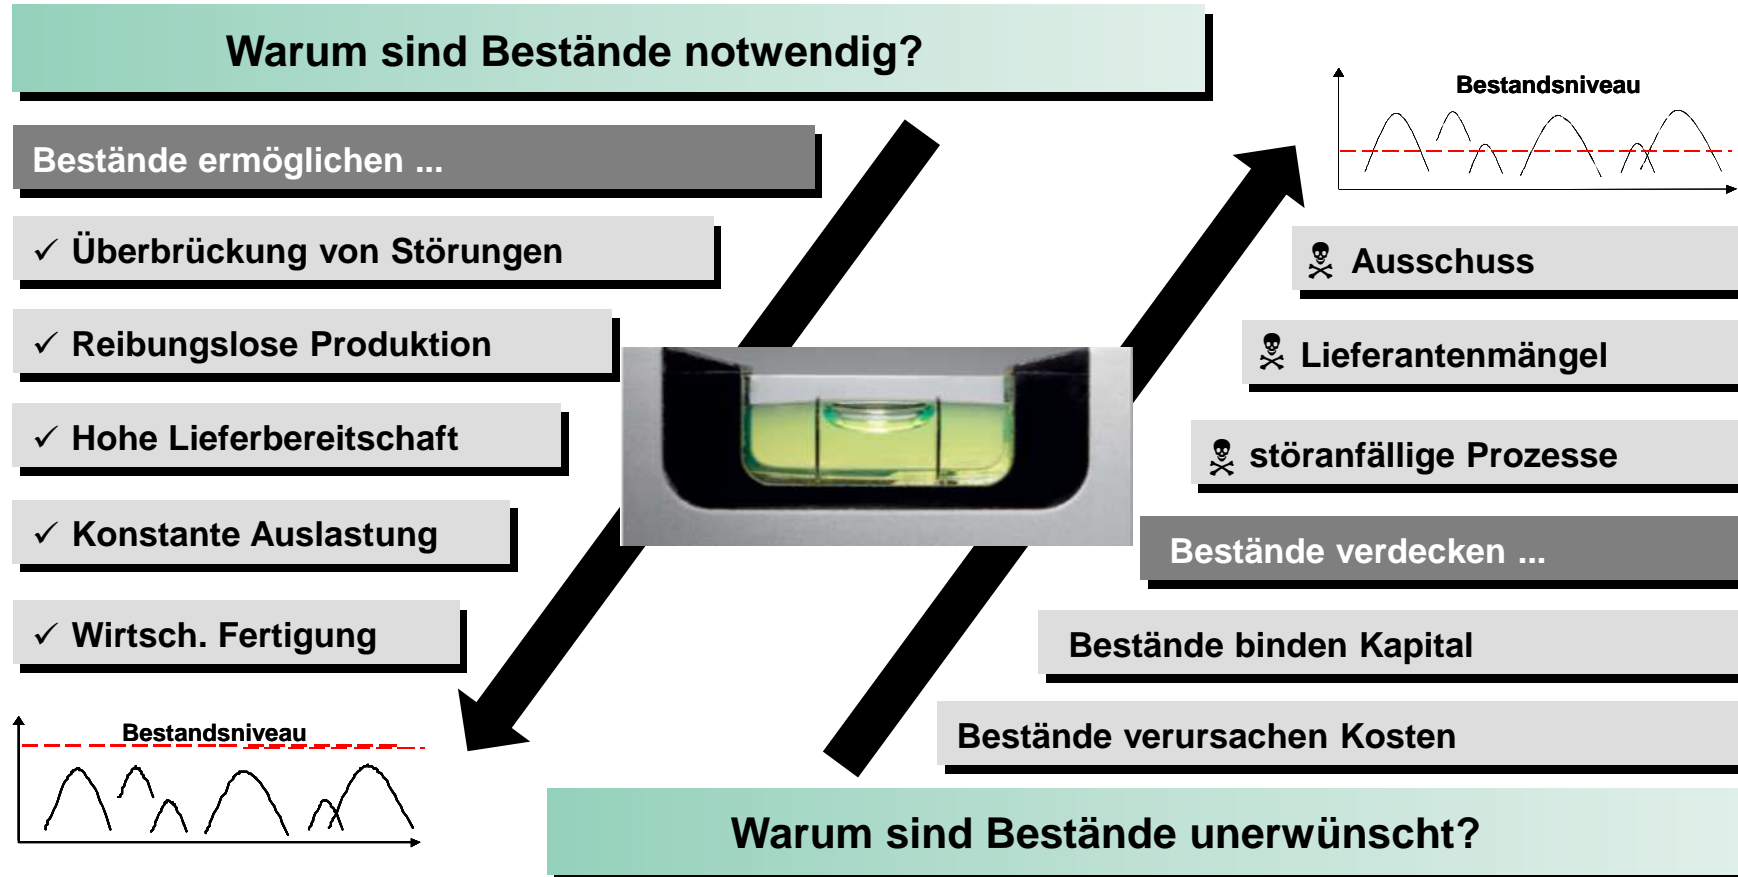 Warum sind Bestände notwendig?
Bestände ermöglichen ...
✓ Überbrückung von Störungen
✓ Reibungslose Produktion
✓ Hohe Lieferbereitschaft
✓ Konstante Auslastung
✓ Wirtsch. Fertigung
Bestandsniveau
Bestandsniveau
☠ Ausschuss
☠ Lieferantenmängel
☠ störanfällige Prozesse
Bestände verdecken ...
Bestände binden Kapital
Bestände verursachen Kosten
Warum sind Bestände unerwünscht?